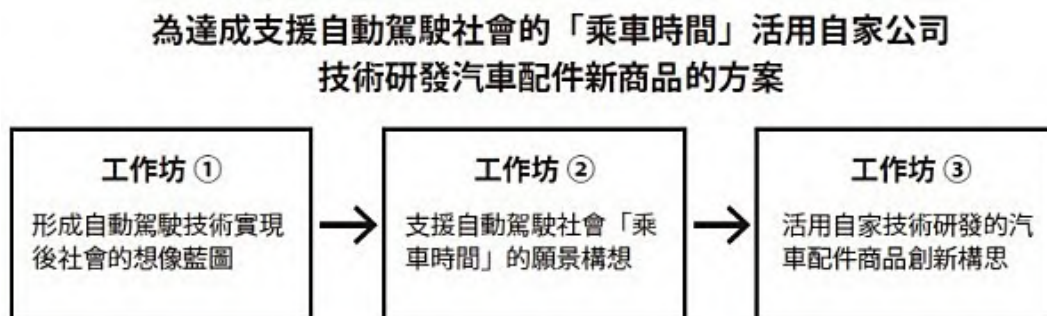 為達成支援自動駕駛社會的「乘車時間」活用自家公司
技術研發汽車配件新商品的方案
工作坊 ①
形成自動駕駛技術實現
後社會的想像藍圖
工作坊 ②
支援自動駕駛社會「乘
車時間」的願景構想
工作坊 ③
活用自家技術研發的汽
車配件商品創新構思